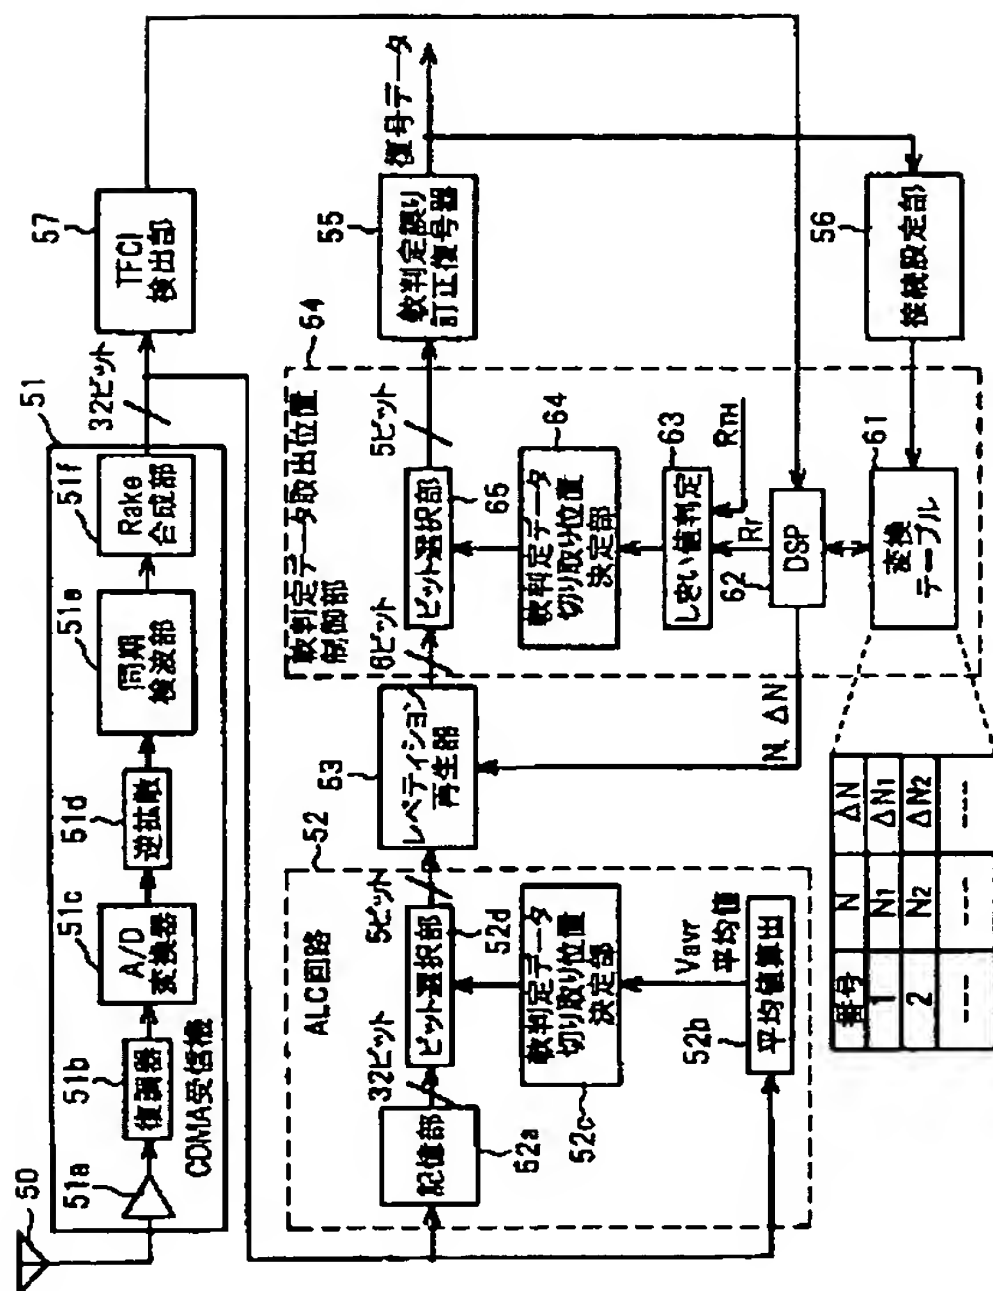 50
51
51a
51b
復調器
51c
A/D
変換器
51d
逆拡散
51e
同期
検波部
51f
Rake
合成部
CDMA受信機
32ビット
57
TFCI
検出部
52
ALC回路
記憶部
52a
32ビット
ビット選択部
52d
5ビット
軟判定データ
切り取り位置
決定部
52c
Vavr
平均値
52b
平均値算出
53
レペティション
再生器
N, ΔN
54
軟判定データ取出位置
制御部
6ビット
ビット選択部
65
5ビット
64
軟判定データ
切り取り位置
決定部
63
しきい値判定
RTH
Rr
62
DSP
61
変換
テーブル
55
軟判定誤り
訂正復号器
復号データ
56
接続設定部
番号 N ΔN
1 N1 ΔN1
2 N2 ΔN2
---- ---- ----